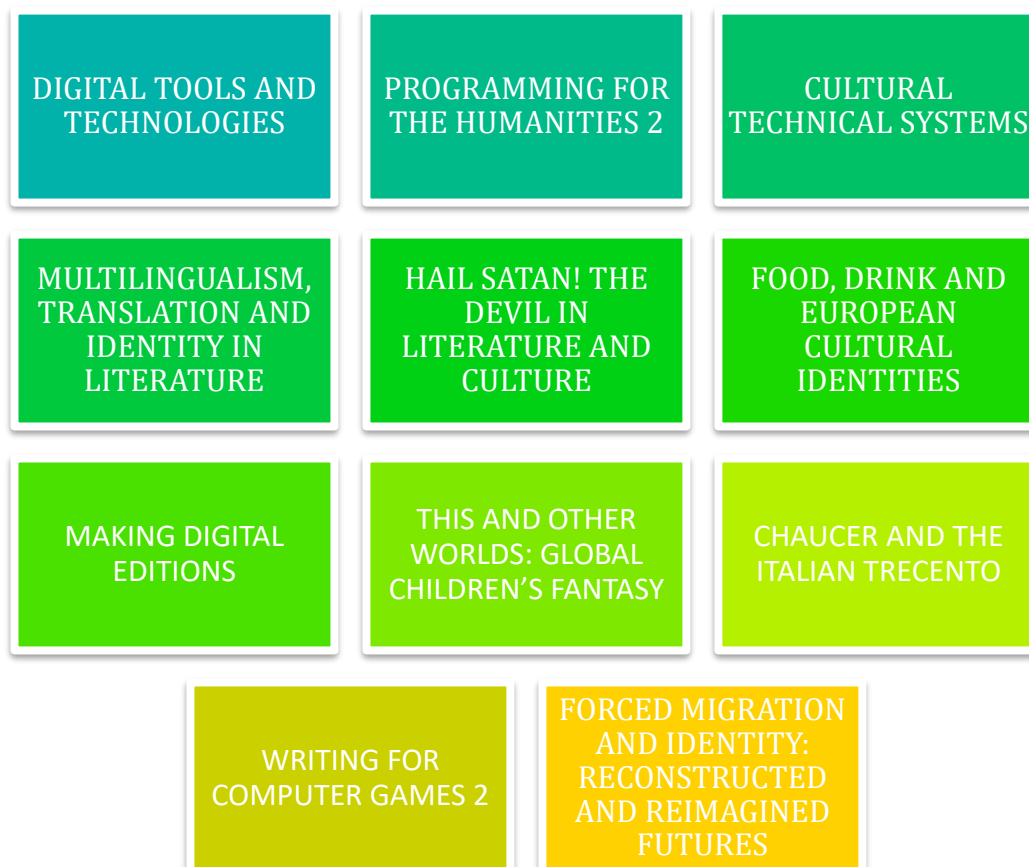 DIGITAL TOOLS AND
TECHNOLOGIES
PROGRAMMING FOR
THE HUMANITIES 2
CULTURAL
TECHNICAL SYSTEMS
MULTILINGUALISM,
TRANSLATION AND
IDENTITY IN
LITERATURE
HAIL SATAN! THE
DEVIL IN
LITERATURE AND
CULTURE
FOOD, DRINK AND
EUROPEAN
CULTURAL
IDENTITIES
MAKING DIGITAL
EDITIONS
THIS AND OTHER
WORLDS: GLOBAL
CHILDREN’S FANTASY
CHAUCER AND THE
ITALIAN TRECENTO
WRITING FOR
COMPUTER GAMES 2
FORCED MIGRATION
AND IDENTITY:
RECONSTRUCTED
AND REIMAGINED
FUTURES